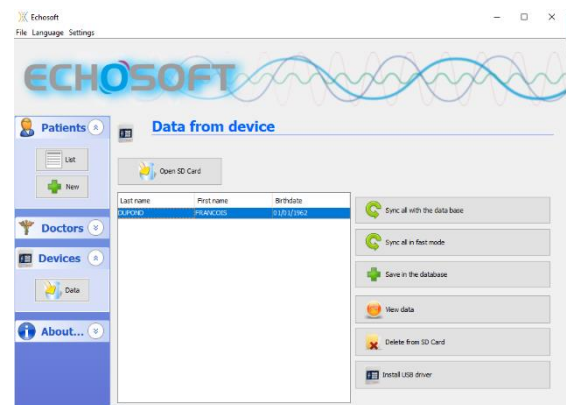 Echosoft
File Language Settings
ECHOSOFT
Patients
List
New
Doctors
Devices
Data
About...
Data from device
Open SD Card
Last name First name Birthdate
DUPOND FRANCOIS 01/01/1962
Sync all with the data base
Sync all in fast mode
Save in the database
View data
Delete from SD Card
Install USB driver